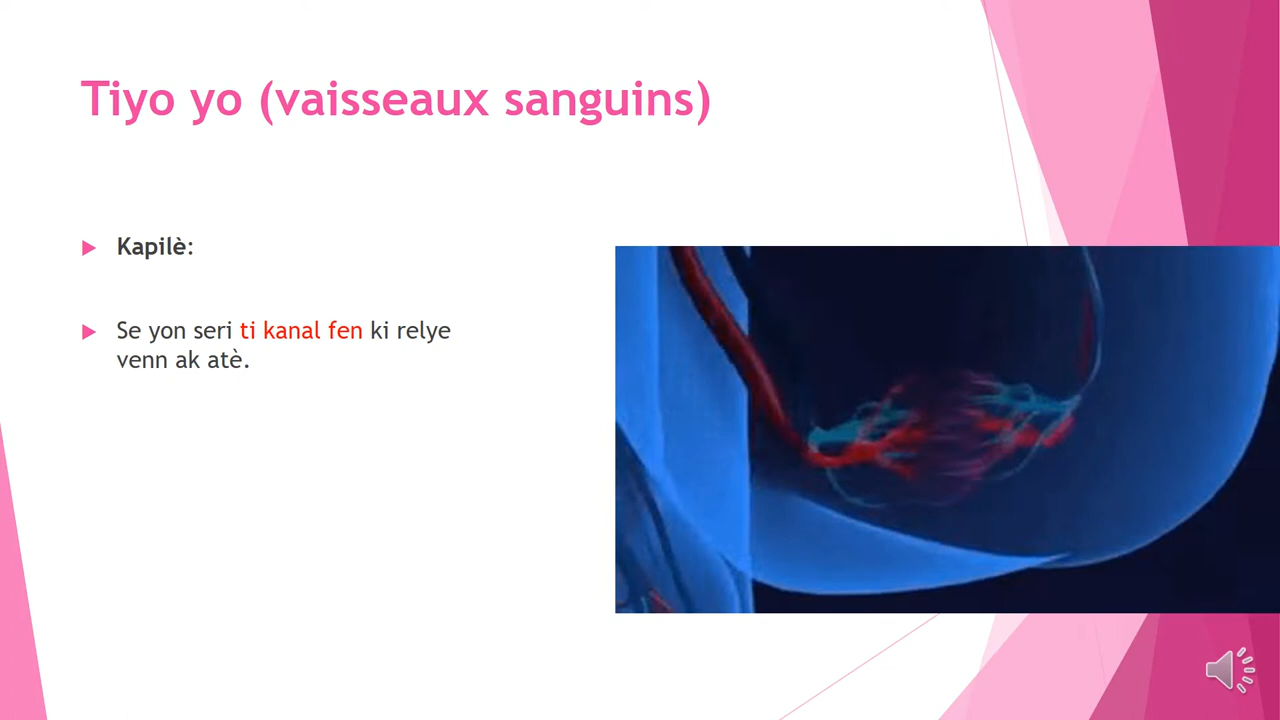 Tiyo yo (vaisseaux sanguins)
Kapilè:
Se yon seri ti kanal fen ki relye
venn ak atè.